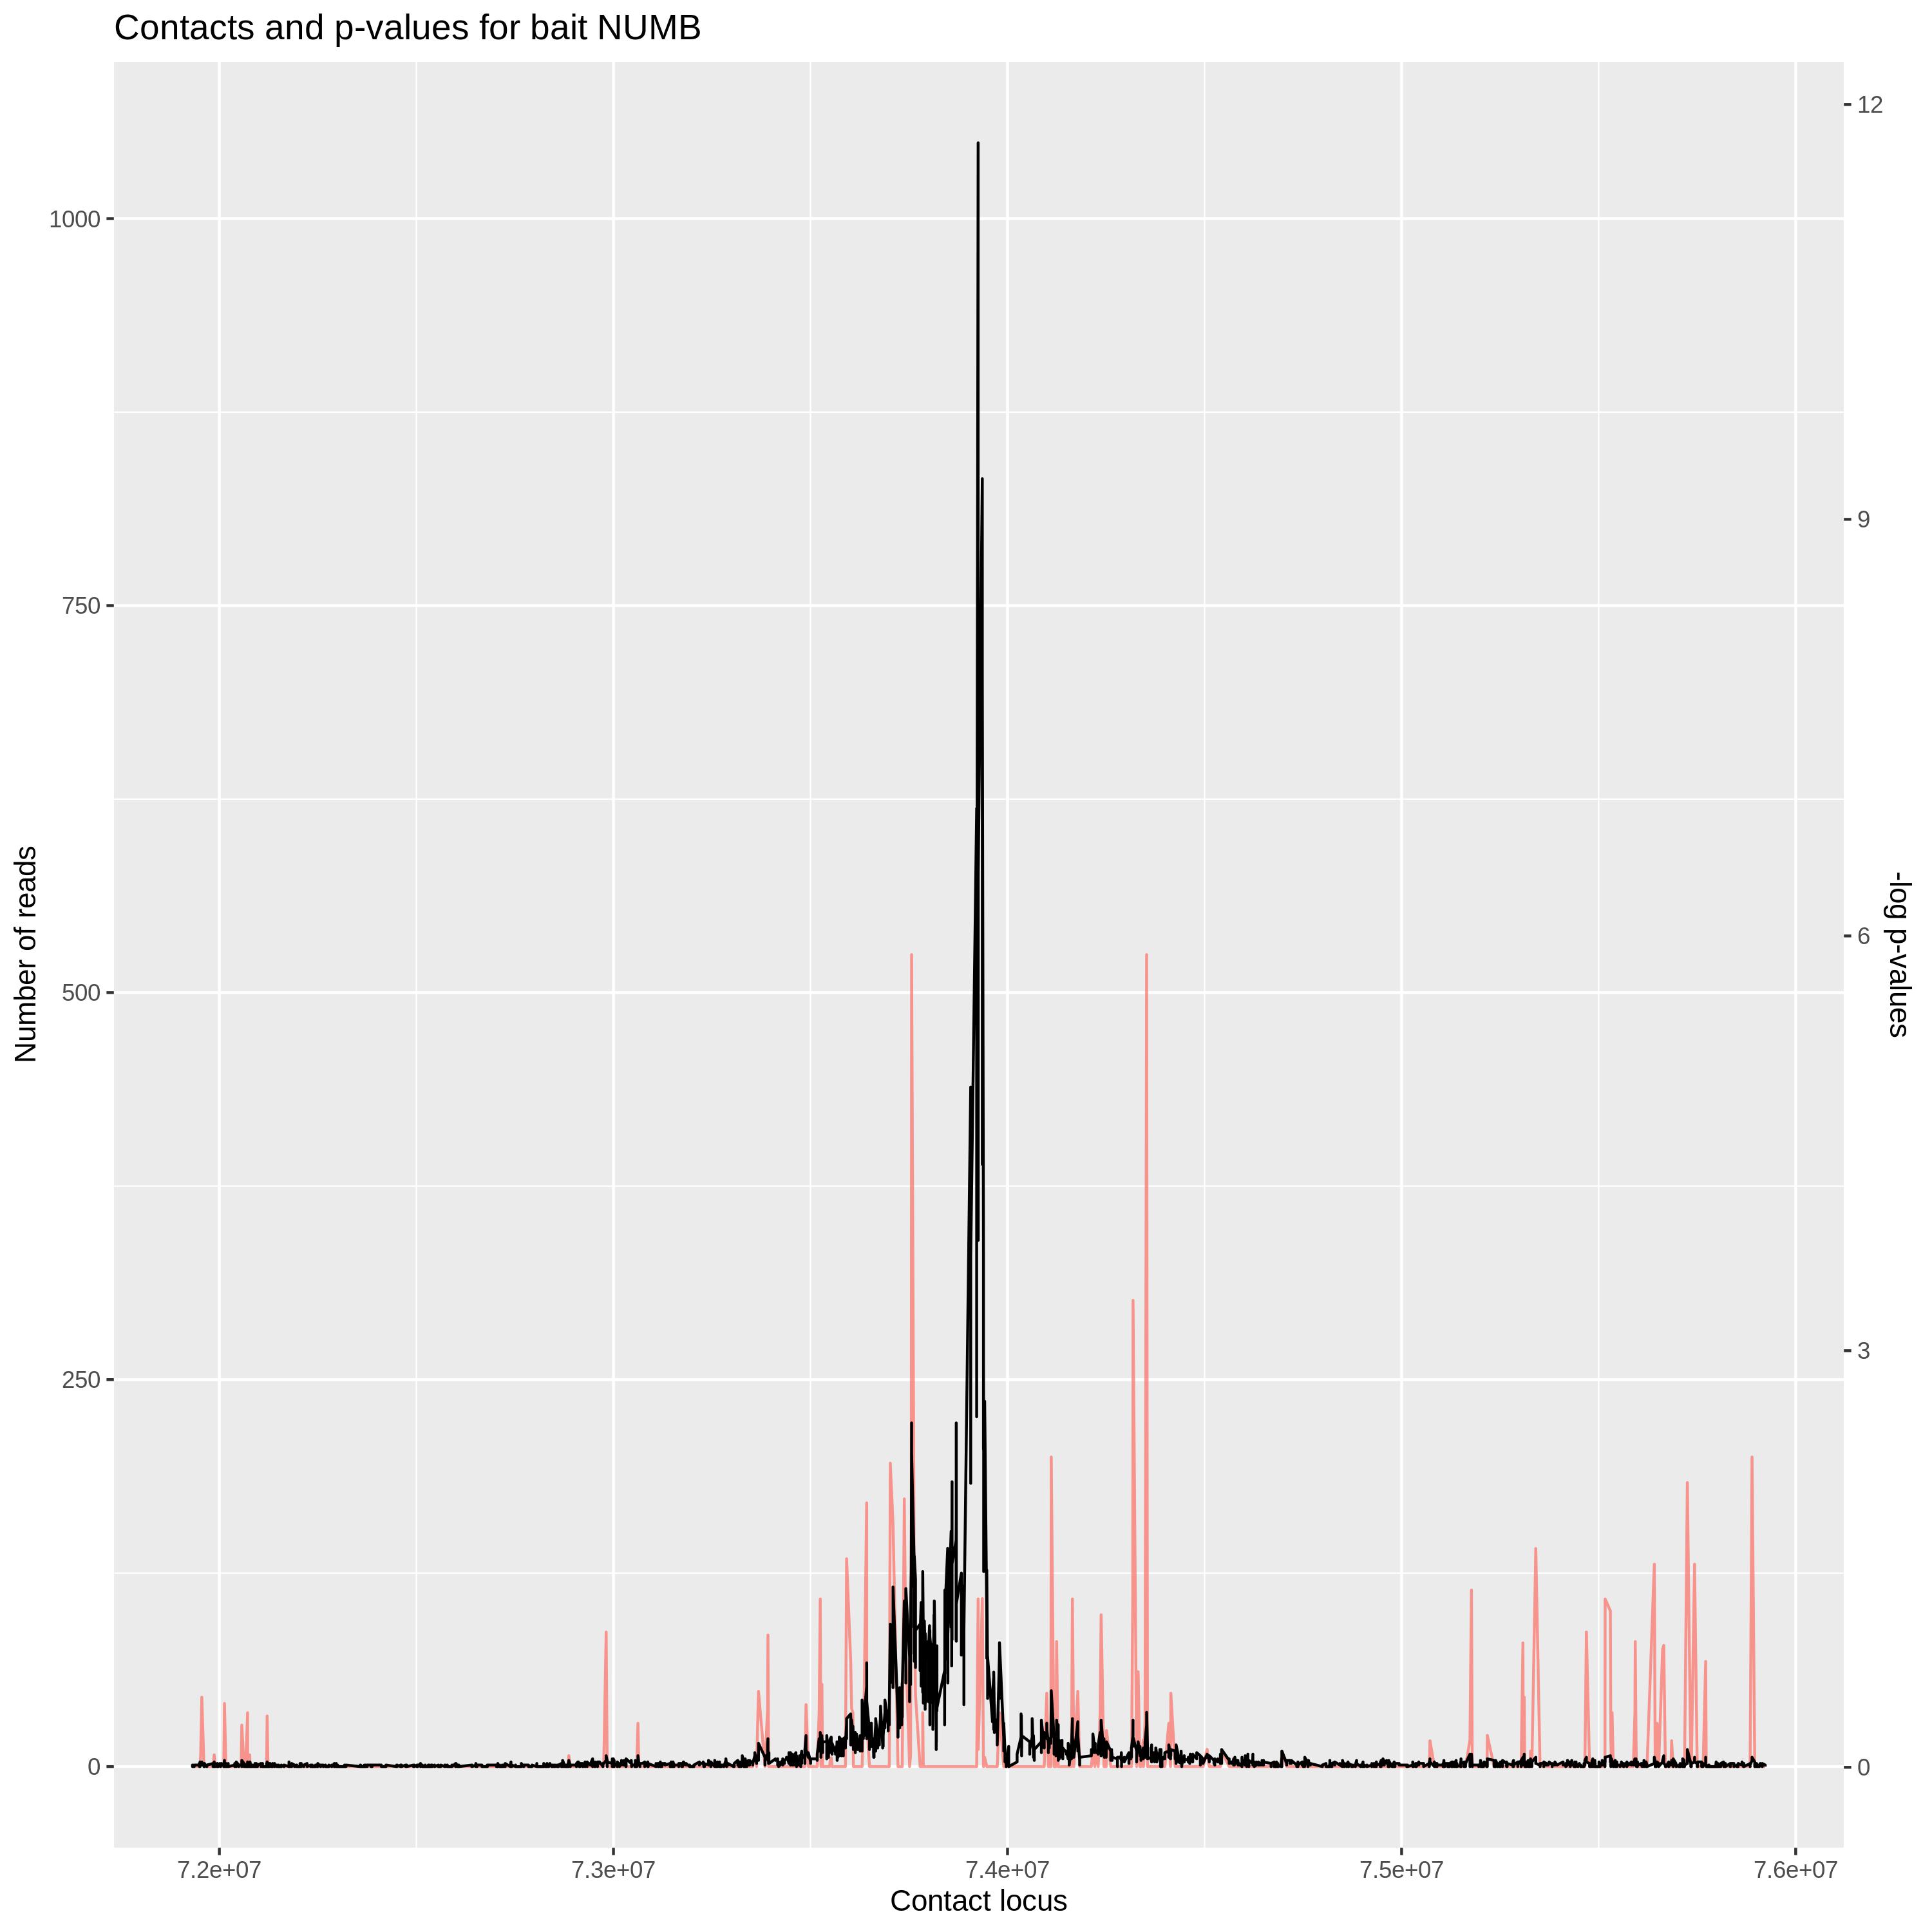 Contacts and p-values for bait NUMB
1000
750
500
250
0
Number of reads
12
9
6
3
0
-log p-values
7.2e+07
7.3e+07
7.4e+07
7.5e+07
7.6e+07
Contact locus